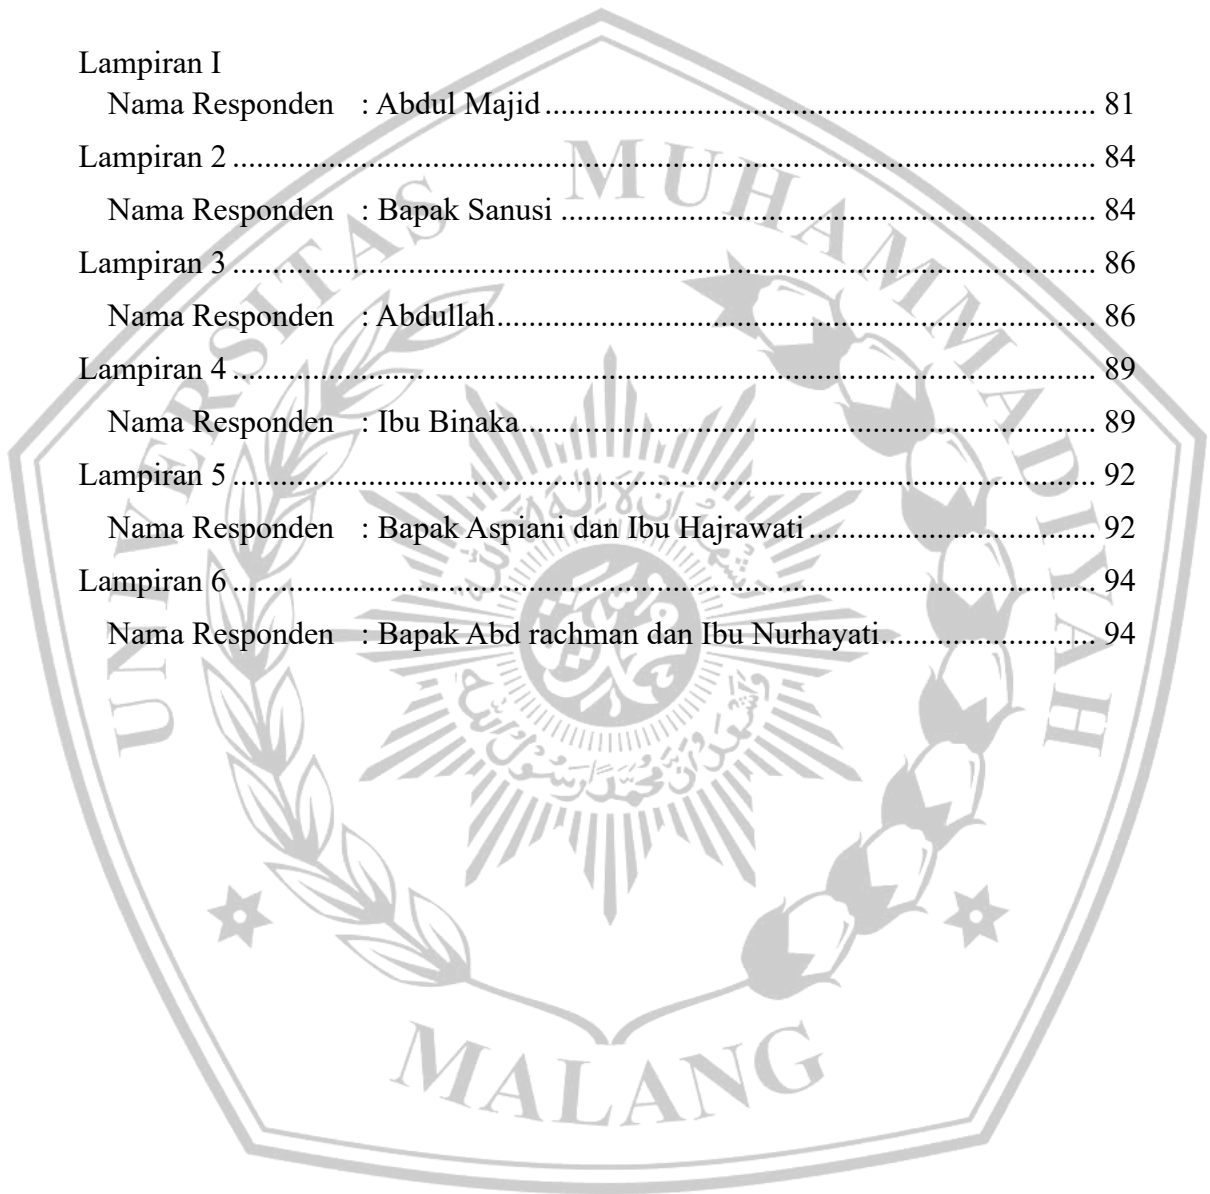 Lampiran I
Nama Responden : Abdul Majid ..................................................................... 81
Lampiran 2 ............................................................................................................ 84
Nama Responden : Bapak Sanusi ................................................................... 84
Lampiran 3 ............................................................................................................ 86
Nama Responden : Abdullah........................................................................... 86
Lampiran 4 ............................................................................................................ 89
Nama Responden : Ibu Binaka........................................................................ 89
Lampiran 5 ............................................................................................................ 92
Nama Responden : Bapak Aspiani dan Ibu Hajrawati .................................... 92
Lampiran 6 ............................................................................................................ 94
Nama Responden : Bapak Abd rachman dan Ibu Nurhayati........................... 94
UNIVERSITAS MUHAMMADIYAH
MALANG